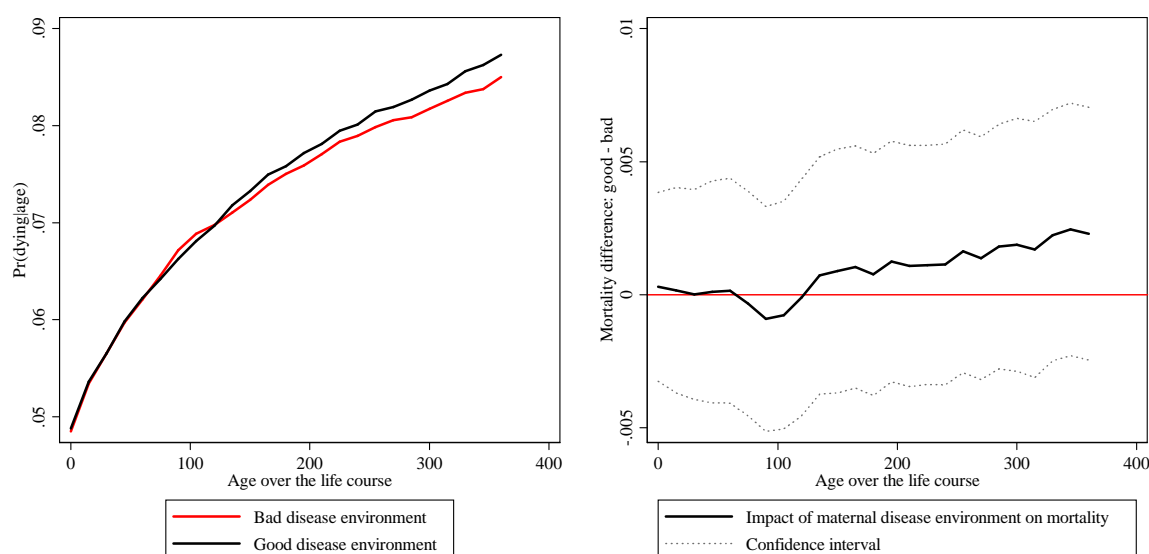 .09
.08
.07
.06
.05
Pr(dying|age)
0 100 200 300 400
Age over the life course
Bad disease environment
Good disease environment
.01
.005
0
-.005
Mortality difference: good - bad
0 100 200 300 400
Age over the life course
Impact of maternal disease environment on mortality
Confidence interval